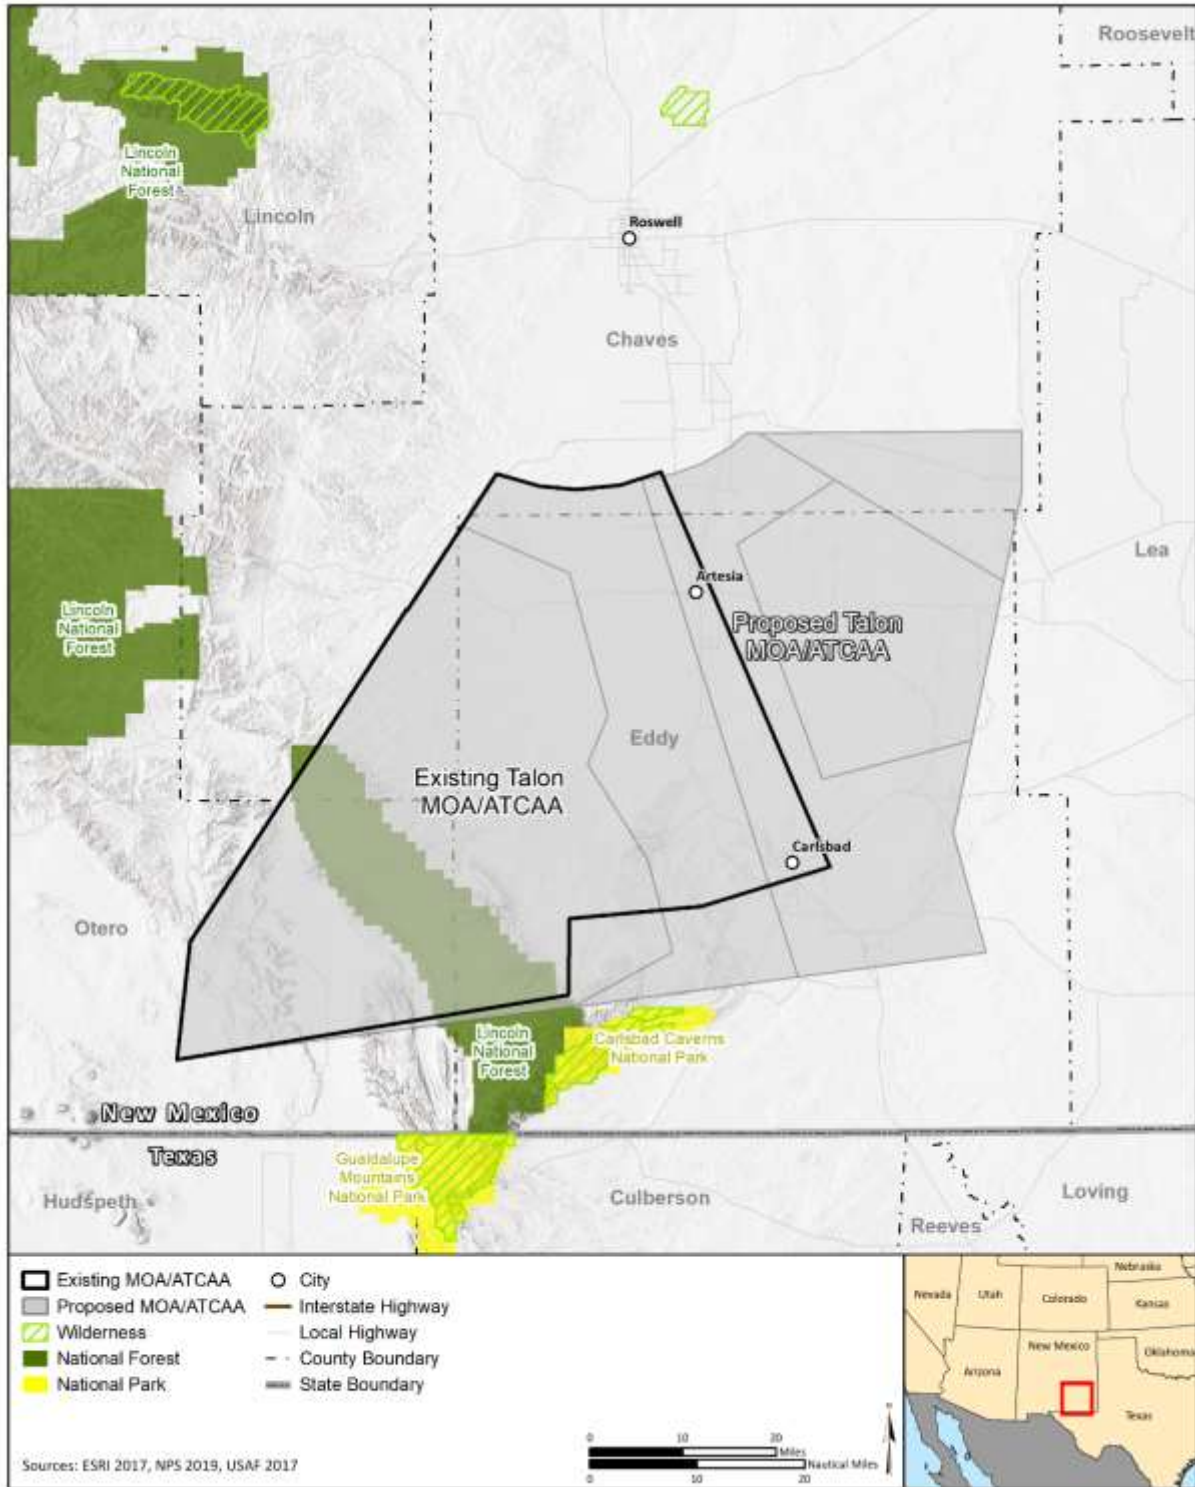 Roosevelt
Lincoln
National
Forest
Lincoln
Roswell
Chaves
Lea
Artesia
Lincoln
National
Forest
Proposed Talon
MOA/ATCAA
Eddy
Existing Talon
MOA/ATCAA
Carlsbad
Otero
Lincoln
National
Forest
Carlsbad Caverns
National Park
New Mexico
Texas
Guadalupe
Mountains
National Park
Hudspeth
Culberson
Loving
Reeves
Existing MOA/ATCAA
Proposed MOA/ATCAA
Wilderness
National Forest
National Park
City
Interstate Highway
Local Highway
County Boundary
State Boundary
Sources: ESRI 2017, NPS 2019, USAF 2017
0 10 20
Miles
Nautical Miles
0 10 20
Nebraska
Nevada
Utah
Colorado
Kansas
New Mexico
Oklahoma
Arizona
Texas